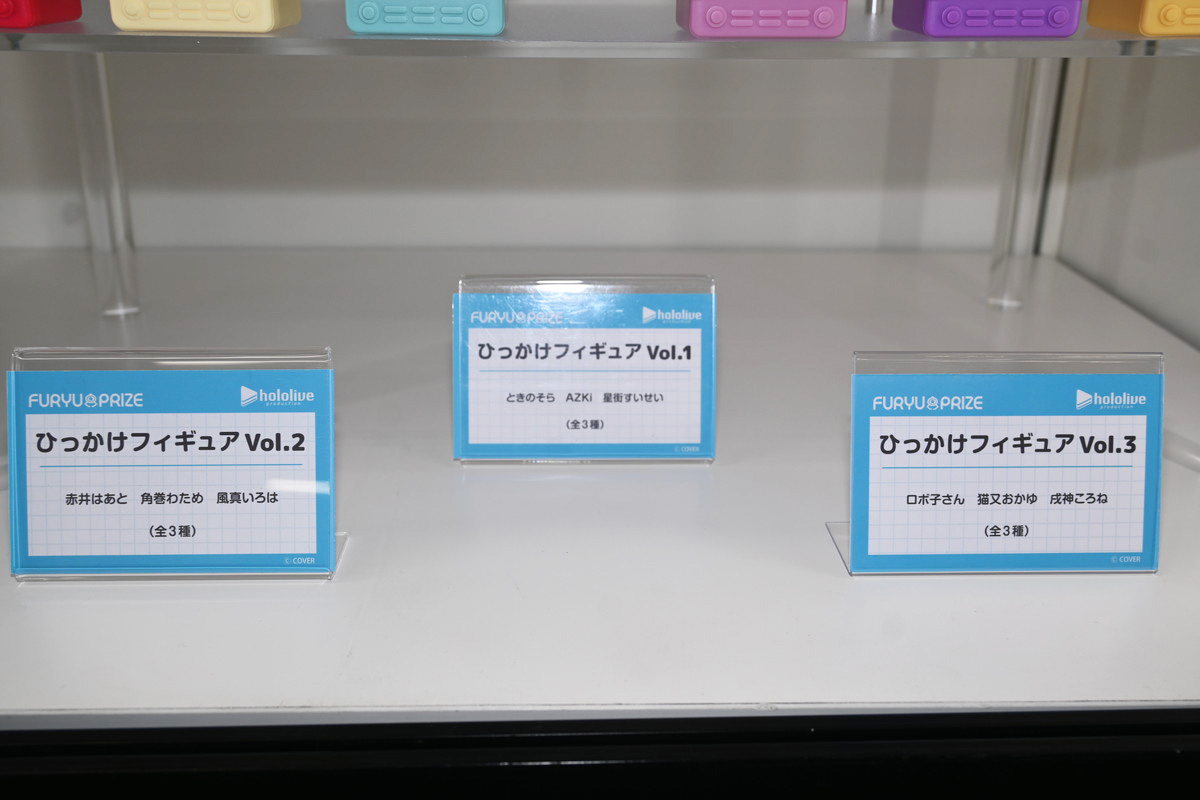 FURYU PRIZE
hololive production
ひっかけフィギュア Vol.2
赤井はあと 角巻わため 風真いろは
(全3種)
© COVER
FURYU PRIZE
hololive production
ひっかけフィギュア Vol.1
ときのそら AZKi 星街すいせい
(全3種)
© COVER
FURYU PRIZE
hololive production
ひっかけフィギュア Vol.3
ロボ子さん 猫又おかゆ 戌神ころね
(全3種)
© COVER